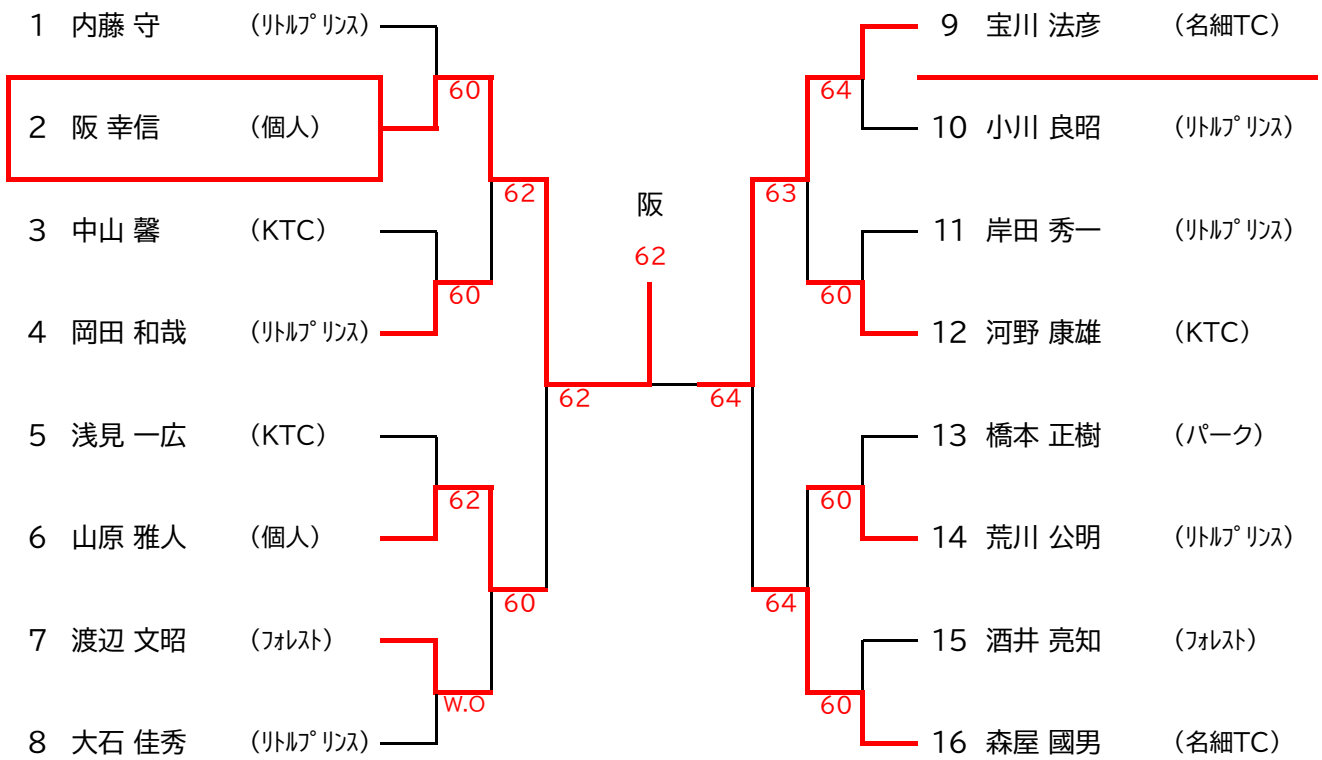 1 内藤 守 (ﾘﾄﾙﾌﾟﾘﾝｽ)
60
2 阪 幸信 (個人)
62
3 中山 馨 (KTC)
60
4 岡田 和哉 (ﾘﾄﾙﾌﾟﾘﾝｽ)
阪
62
62
64
5 浅見 一広 (KTC)
62
6 山原 雅人 (個人)
60
7 渡辺 文昭 (ﾌｫﾚｽﾄ)
W.O
8 大石 佳秀 (ﾘﾄﾙﾌﾟﾘﾝｽ)
9 宝川 法彦 (名細TC)
64
10 小川 良昭 (ﾘﾄﾙﾌﾟﾘﾝｽ)
63
11 岸田 秀一 (ﾘﾄﾙﾌﾟﾘﾝｽ)
60
12 河野 康雄 (KTC)
13 橋本 正樹 (パーク)
60
14 荒川 公明 (ﾘﾄﾙﾌﾟﾘﾝｽ)
64
15 酒井 亮知 (ﾌｫﾚｽﾄ)
60
16 森屋 國男 (名細TC)